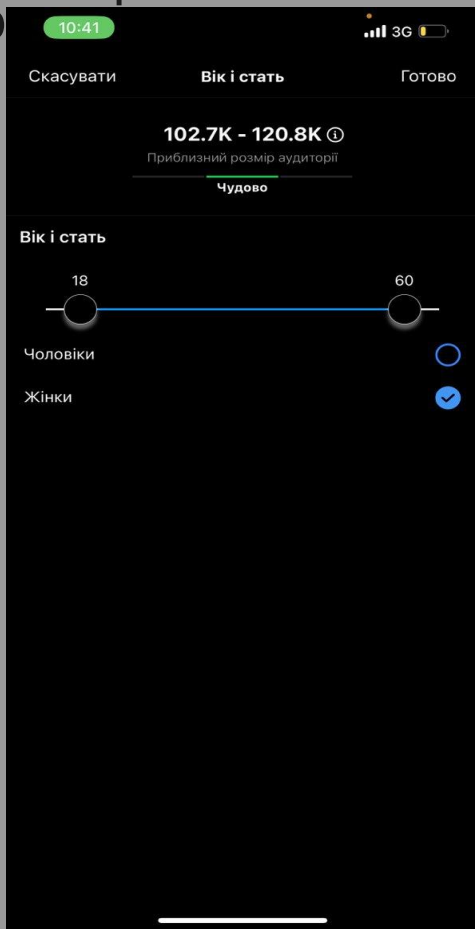 10:41
3G
Скасувати Вік і стать Готово
102.7K - 120.8K
Приблизний розмір аудиторії
Чудово
Вік і стать
18 60
Чоловіки
Жінки